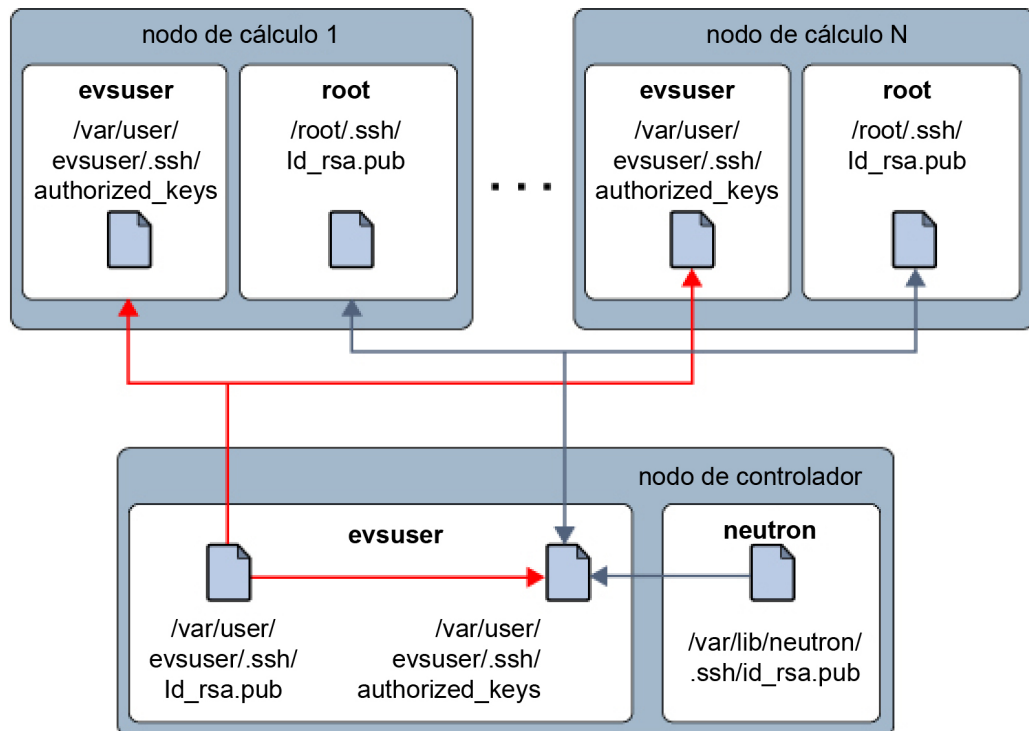 nodo de cálculo 1
evsuser
/var/user/
evsuser/.ssh/
authorized_keys
root
/root/.ssh/
Id_rsa.pub
. . .
nodo de cálculo N
evsuser
/var/user/
evsuser/.ssh/
authorized_keys
root
/root/.ssh/
Id_rsa.pub
nodo de controlador
evsuser
/var/user/
evsuser/.ssh/
Id_rsa.pub
/var/user/
evsuser/.ssh/
authorized_keys
neutron
/var/lib/neutron/
.ssh/id_rsa.pub